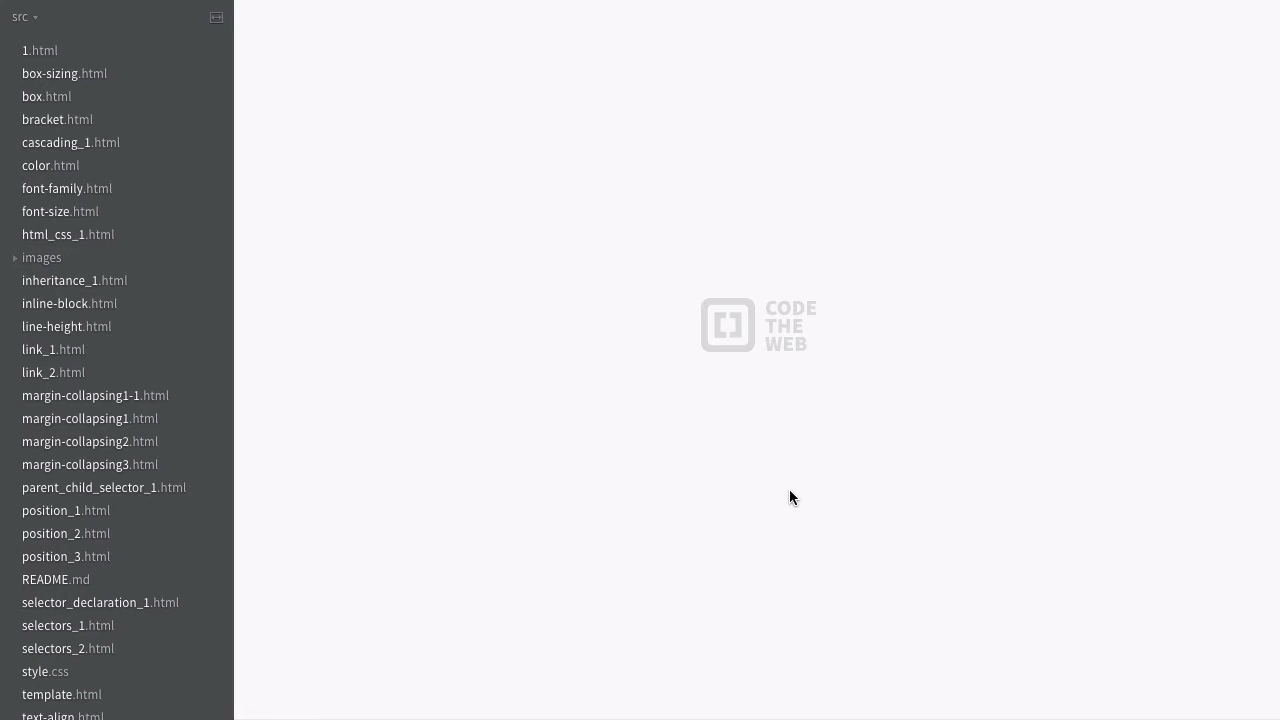 src
1.html
box-sizing.html
box.html
bracket.html
cascading_1.html
color.html
font-family.html
font-size.html
html_css_1.html
images
inheritance_1.html
inline-block.html
line-height.html
link_1.html
link_2.html
margin-collapsing1-1.html
margin-collapsing1.html
margin-collapsing2.html
margin-collapsing3.html
parent_child_selector_1.html
position_1.html
position_2.html
position_3.html
README.md
selector_declaration_1.html
selectors_1.html
selectors_2.html
style.css
template.html
text-align.html
CODE
THE
WEB